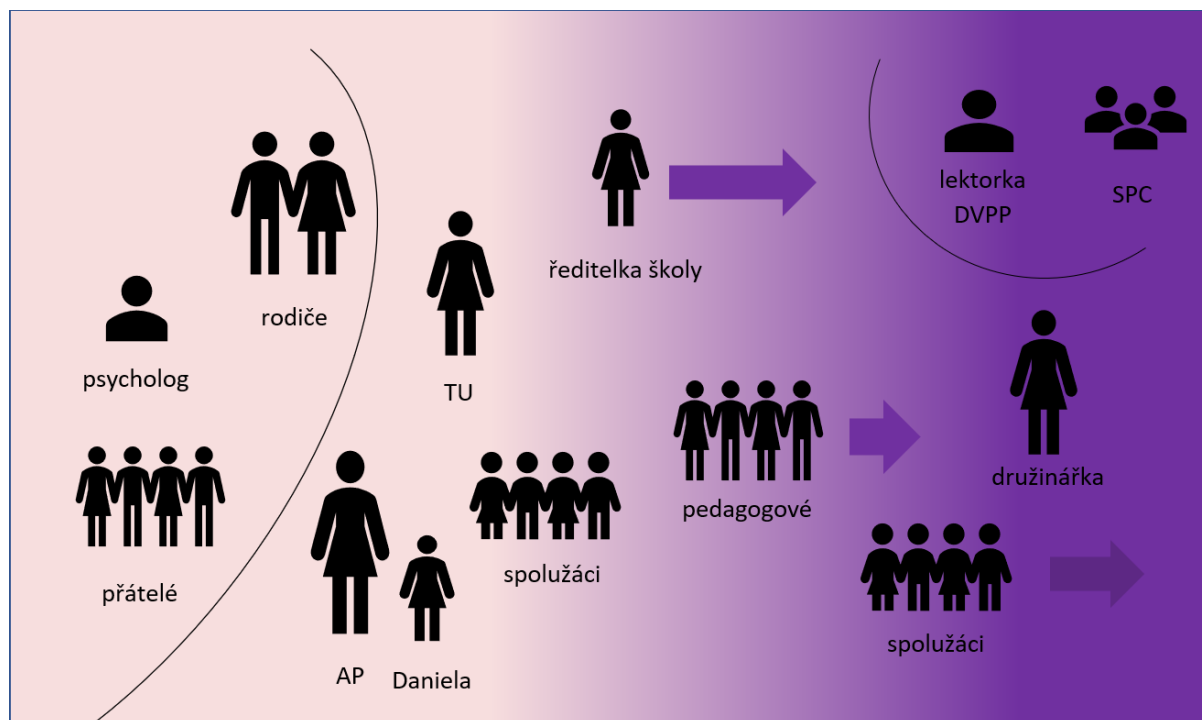 lektorka
DVPP
SPC
ředitelka školy
rodiče
psycholog
TU
družinářka
pedagogové
spolužáci
přátelé
spolužáci
AP
Daniela